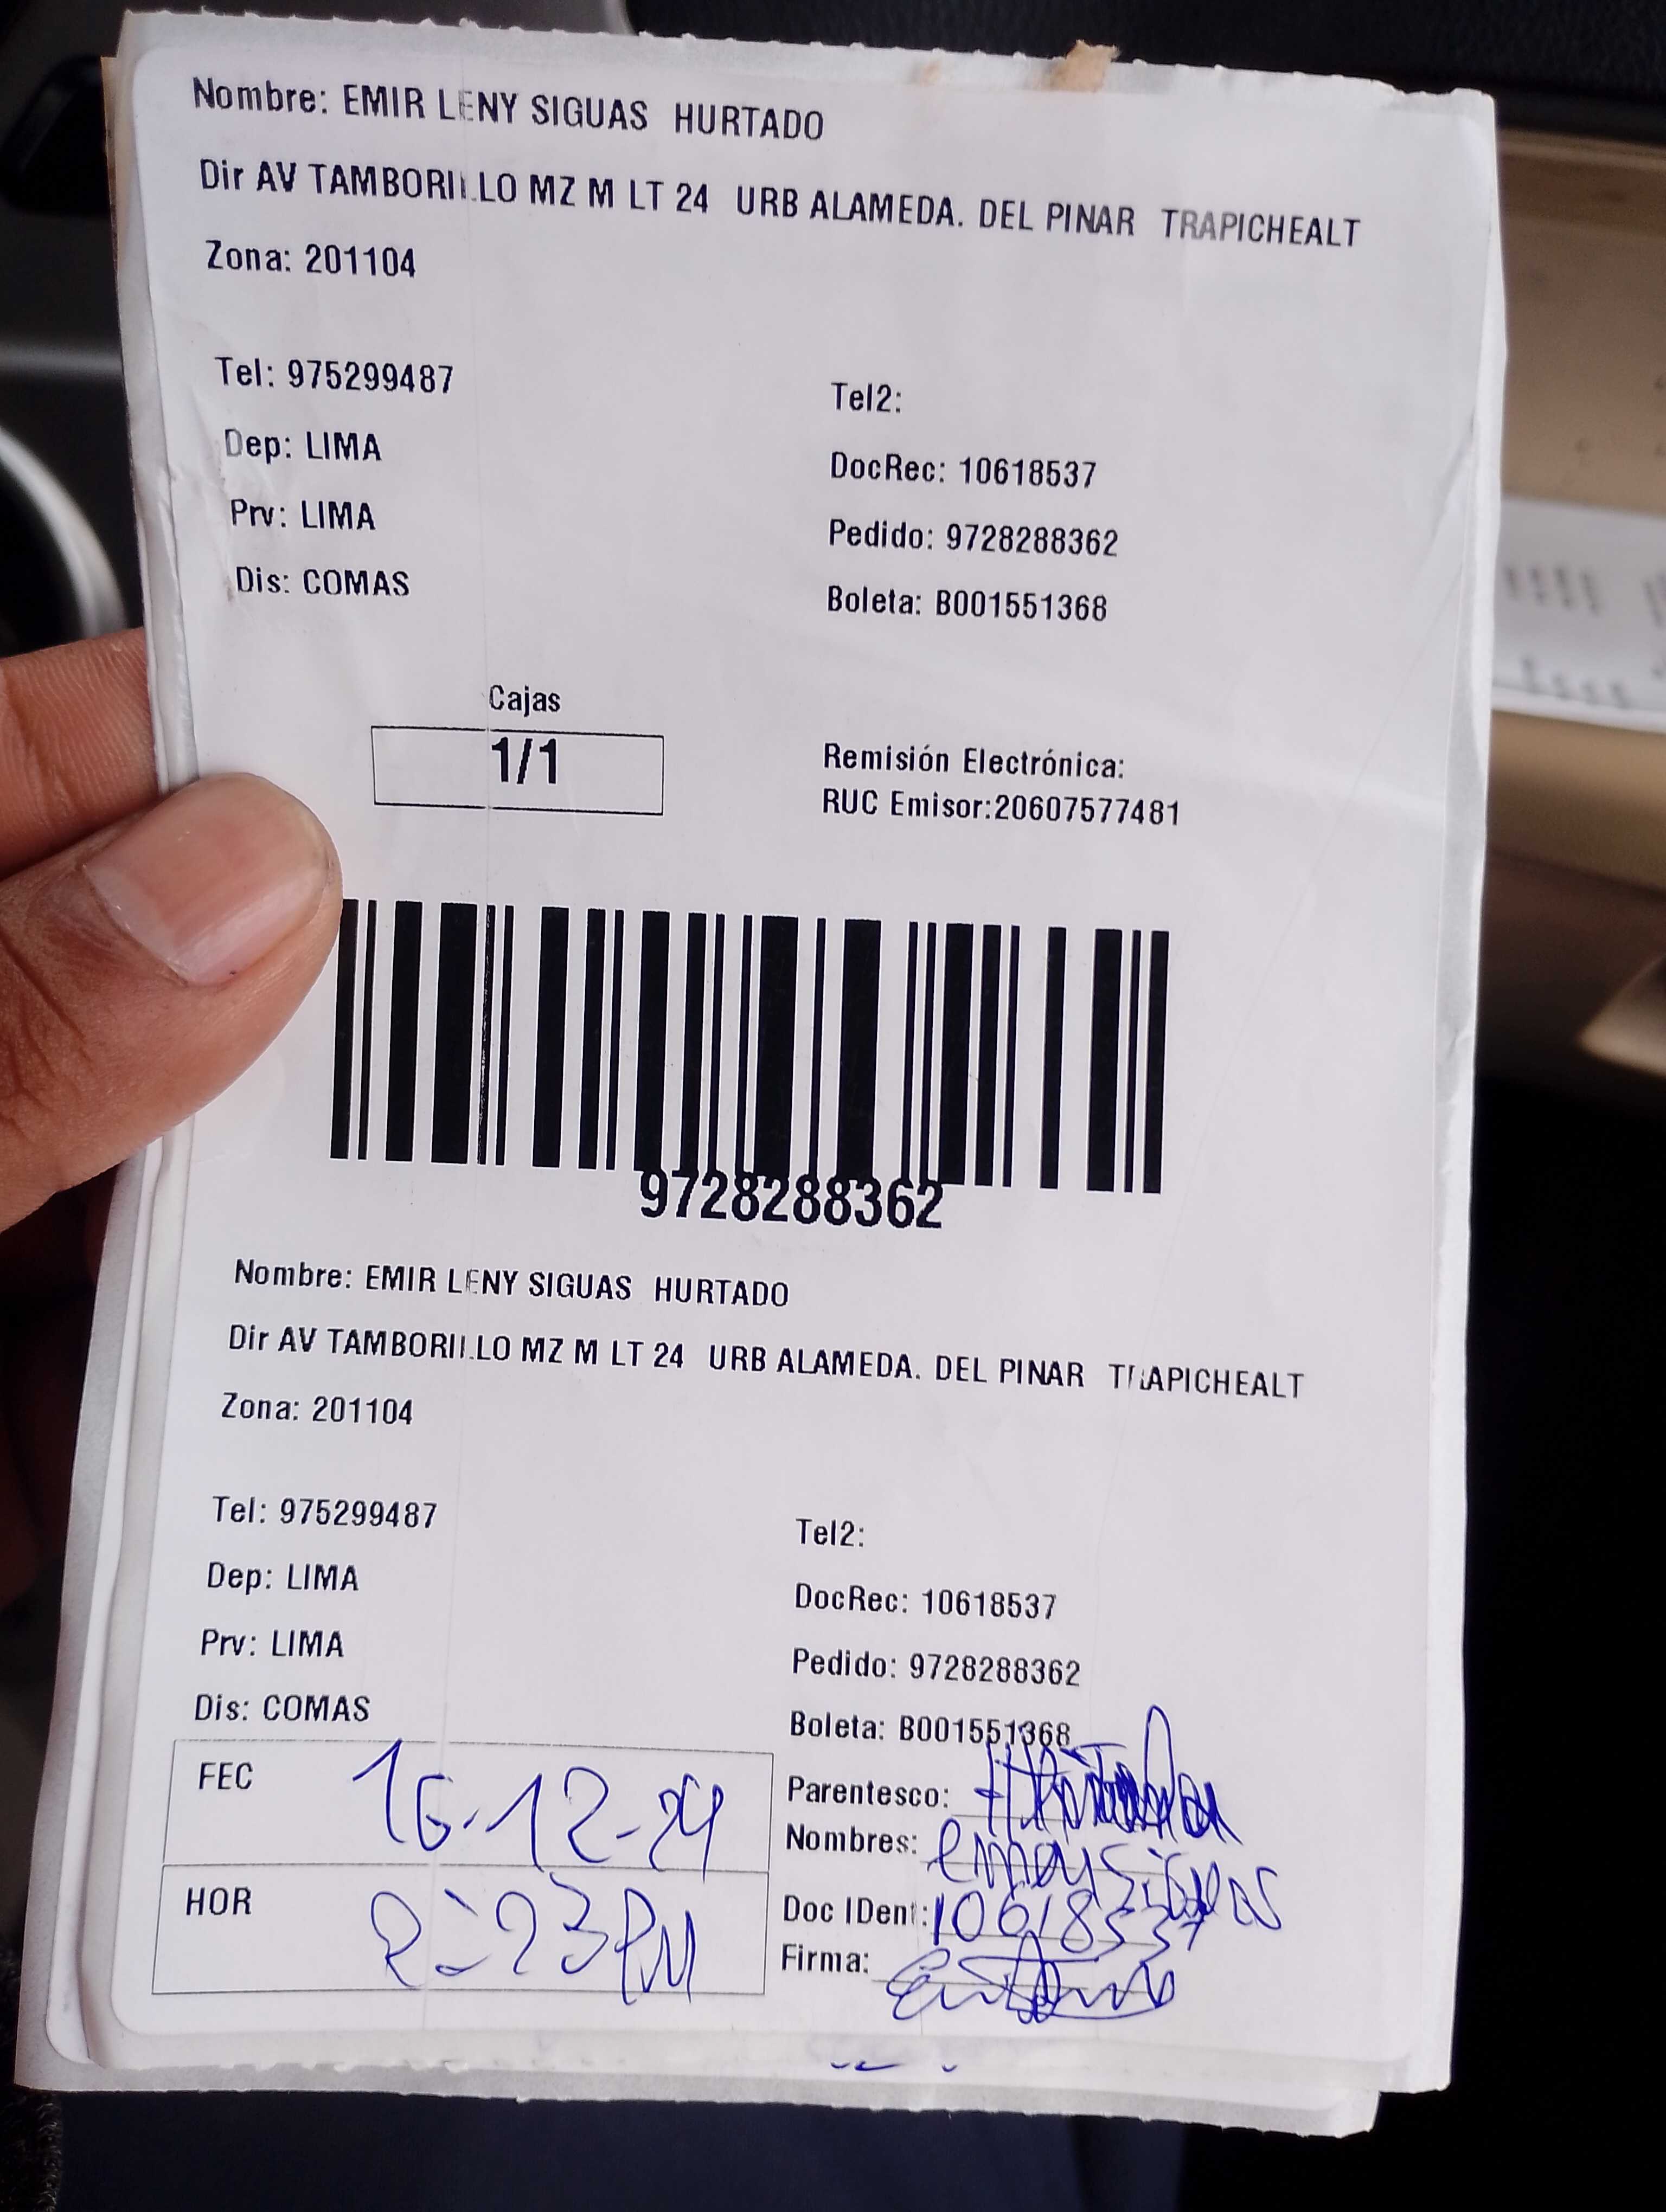 Nombre: EMIR LENY SIGUAS HURTADO
Dir AV TAMBORILLO MZ M LT 24 URB ALAMEDA. DEL PINAR TRAPICHEALT
Zona: 201104
Tel: 975299487
Tel2:
Dep: LIMA
DocRec: 10618537
Prv: LIMA
Pedido: 9728288362
Dis: COMAS
Boleta: B001551368
Cajas
1/1
Remisión Electrónica:
RUC Emisor:20607577481
9728288362
Nombre: EMIR LENY SIGUAS HURTADO
Dir AV TAMBORILLO MZ M LT 24 URB ALAMEDA. DEL PINAR TRAPICHEALT
Zona: 201104
Tel: 975299487
Tel2:
Dep: LIMA
DocRec: 10618537
Prv: LIMA
Pedido: 9728288362
Dis: COMAS
Boleta: B001551368
FEC 16-12-24
Parentesco:
Nombres:
HOR 2:23 PM
Doc IDent: 10618537
Firma: